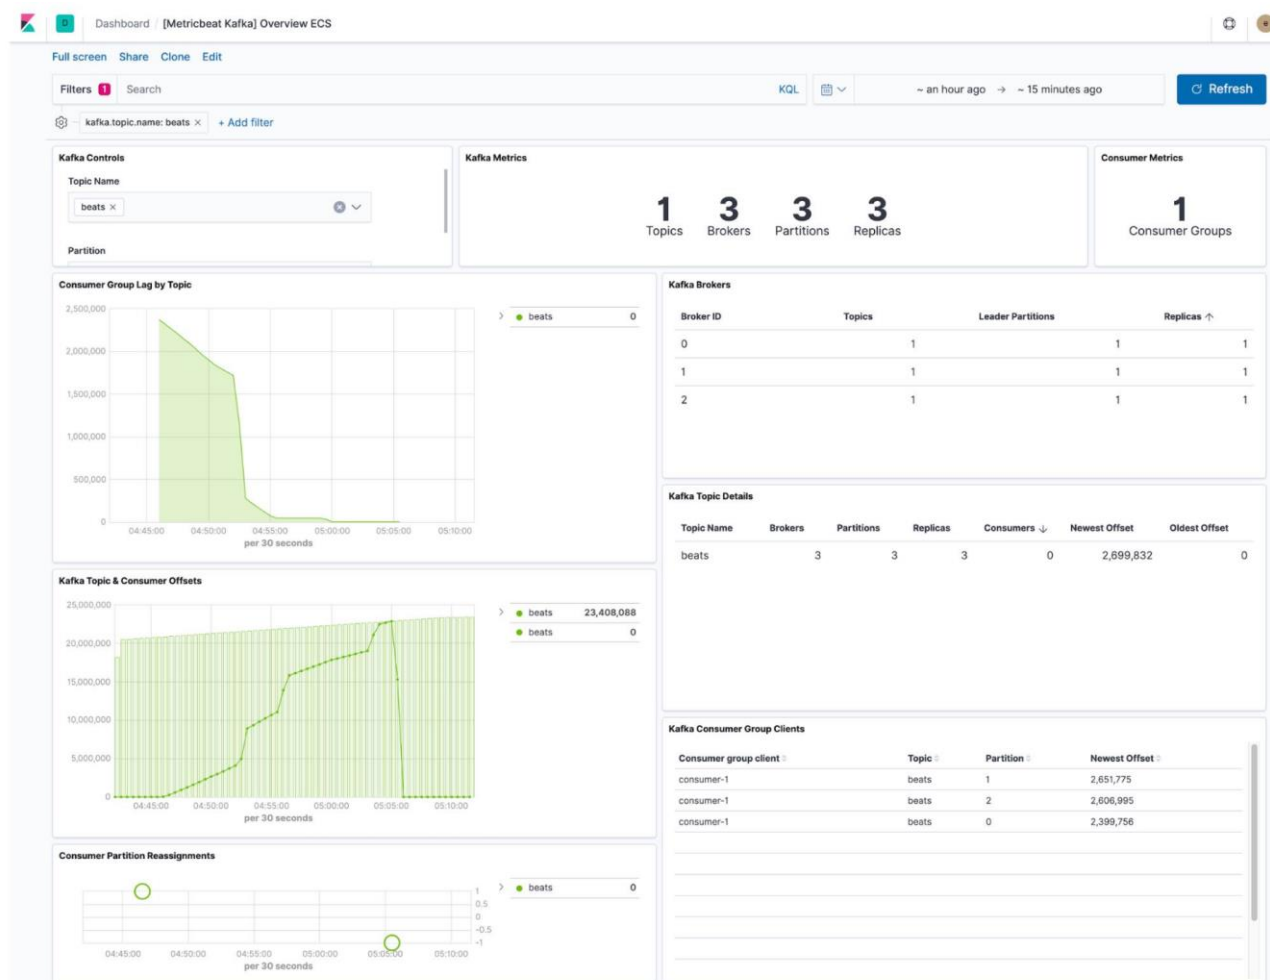 D Dashboard / [Metricbeat Kafka] Overview ECS e
Full screen Share Clone Edit
Filters 1 Search KQL ~ an hour ago → ~ 15 minutes ago Refresh
kafka.topic.name: beats × + Add filter
Kafka Controls
Topic Name
beats ×
Partition
Kafka Metrics
1 3 3 3
Topics Brokers Partitions Replicas
Consumer Metrics
1
Consumer Groups
Consumer Group Lag by Topic
2,500,000
2,000,000
1,500,000
1,000,000
500,000
0
04:45:00 04:50:00 04:55:00 05:00:00 05:05:00 05:10:00
per 30 seconds
beats 0
Kafka Brokers
Broker ID Topics Leader Partitions Replicas ↑
0 1 1 1
1 1 1 1
2 1 1 1
Kafka Topic Details
Topic Name Brokers Partitions Replicas Consumers ↓ Newest Offset Oldest Offset
beats 3 3 3 0 2,699,832 0
Kafka Topic & Consumer Offsets
25,000,000
20,000,000
15,000,000
10,000,000
5,000,000
0
04:45:00 04:50:00 04:55:00 05:00:00 05:05:00 05:10:00
per 30 seconds
beats 23,408,088
beats 0
Kafka Consumer Group Clients
Consumer group client Topic Partition Newest Offset
consumer-1 beats 1 2,651,775
consumer-1 beats 2 2,606,995
consumer-1 beats 0 2,399,756
Consumer Partition Reassignments
1
0.5
0
-0.5
-1
04:45:00 04:50:00 04:55:00 05:00:00 05:05:00 05:10:00
per 30 seconds
beats 0